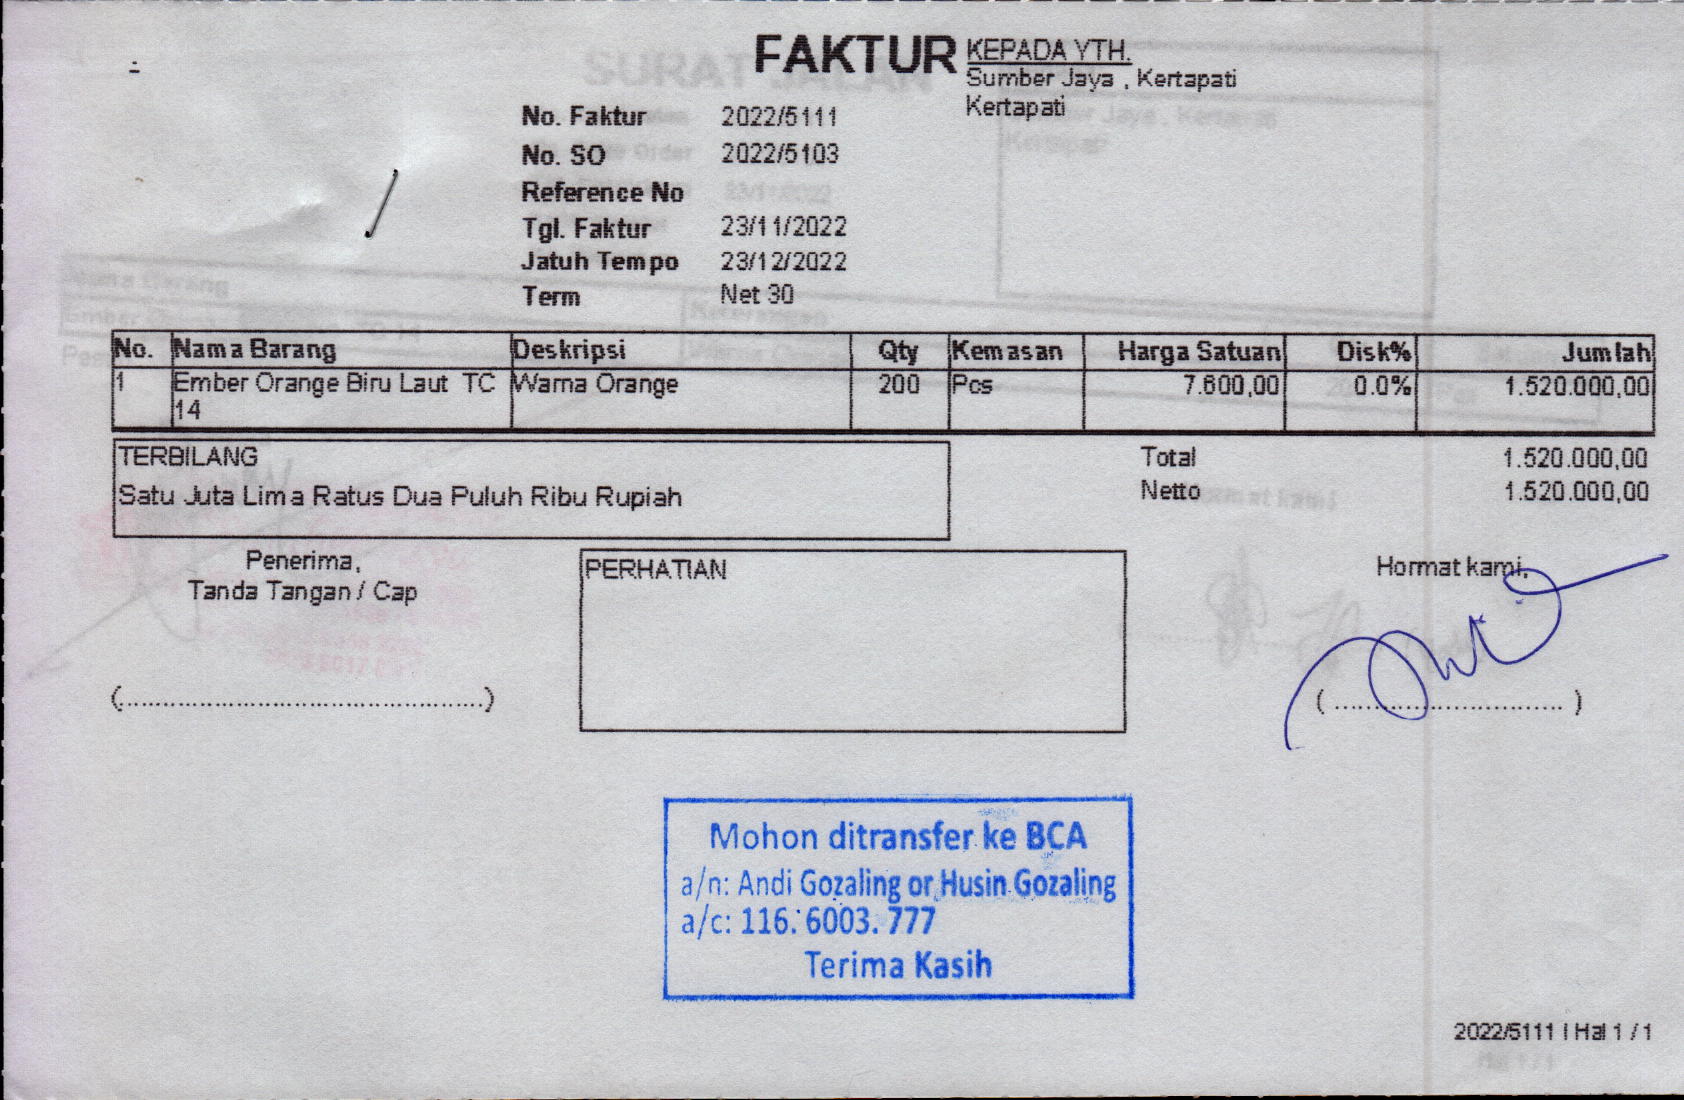 FAKTUR
KEPADA YTH.
Sumber Jaya , Kertapati
Kertapati
No. Faktur 2022/5111
No. SO 2022/5103
Reference No
Tgl. Faktur 23/11/2022
Jatuh Tempo 23/12/2022
Term Net 30
No. Nama Barang Deskripsi Qty Kemasan Harga Satuan Disk% Jumlah
1 Ember Orange Biru Laut TC Warna Orange 200 Pcs 7.600,00 0.0% 1.520.000,00
14
TERBILANG
Satu Juta Lima Ratus Dua Puluh Ribu Rupiah
Total 1.520.000,00
Netto 1.520.000,00
Penerima,
Tanda Tangan / Cap
(.................................................)
PERHATIAN
Hormat kami,
( ............................... )
Mohon ditransfer ke BCA
a/n: Andi Gozaling or Husin Gozaling
a/c: 116. 6003. 777
Terima Kasih
2022/5111 | Hal 1 / 1